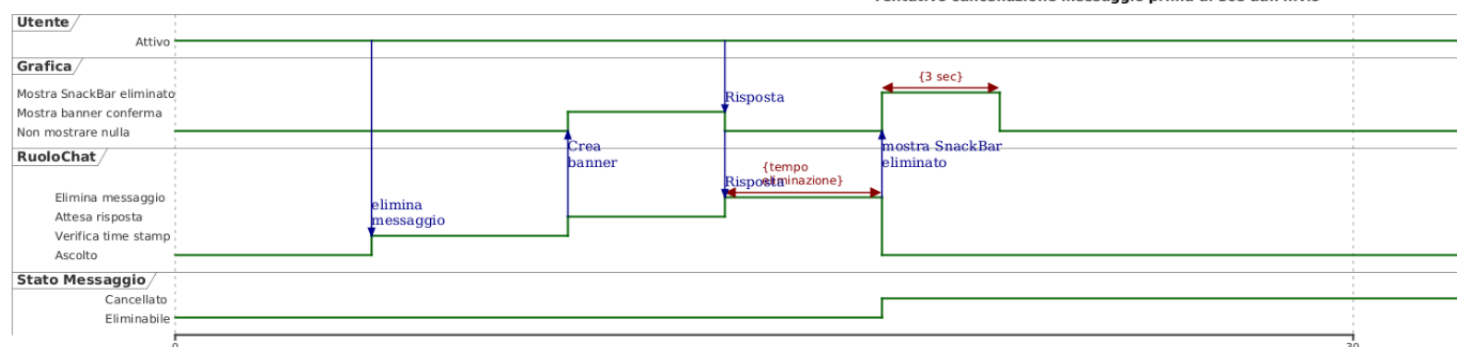 Utente
Attivo
Grafica
{3 sec}
Mostra SnackBar eliminato
Risposta
Mostra banner conferma
Non mostrare nulla
Crea
banner
mostra SnackBar
eliminato
RuoloChat
{tempo
eliminazione}
Risposta
Elimina messaggio
elimina
messaggio
Attesa risposta
Verifica time stamp
Ascolto
Stato Messaggio
Cancellato
Eliminabile